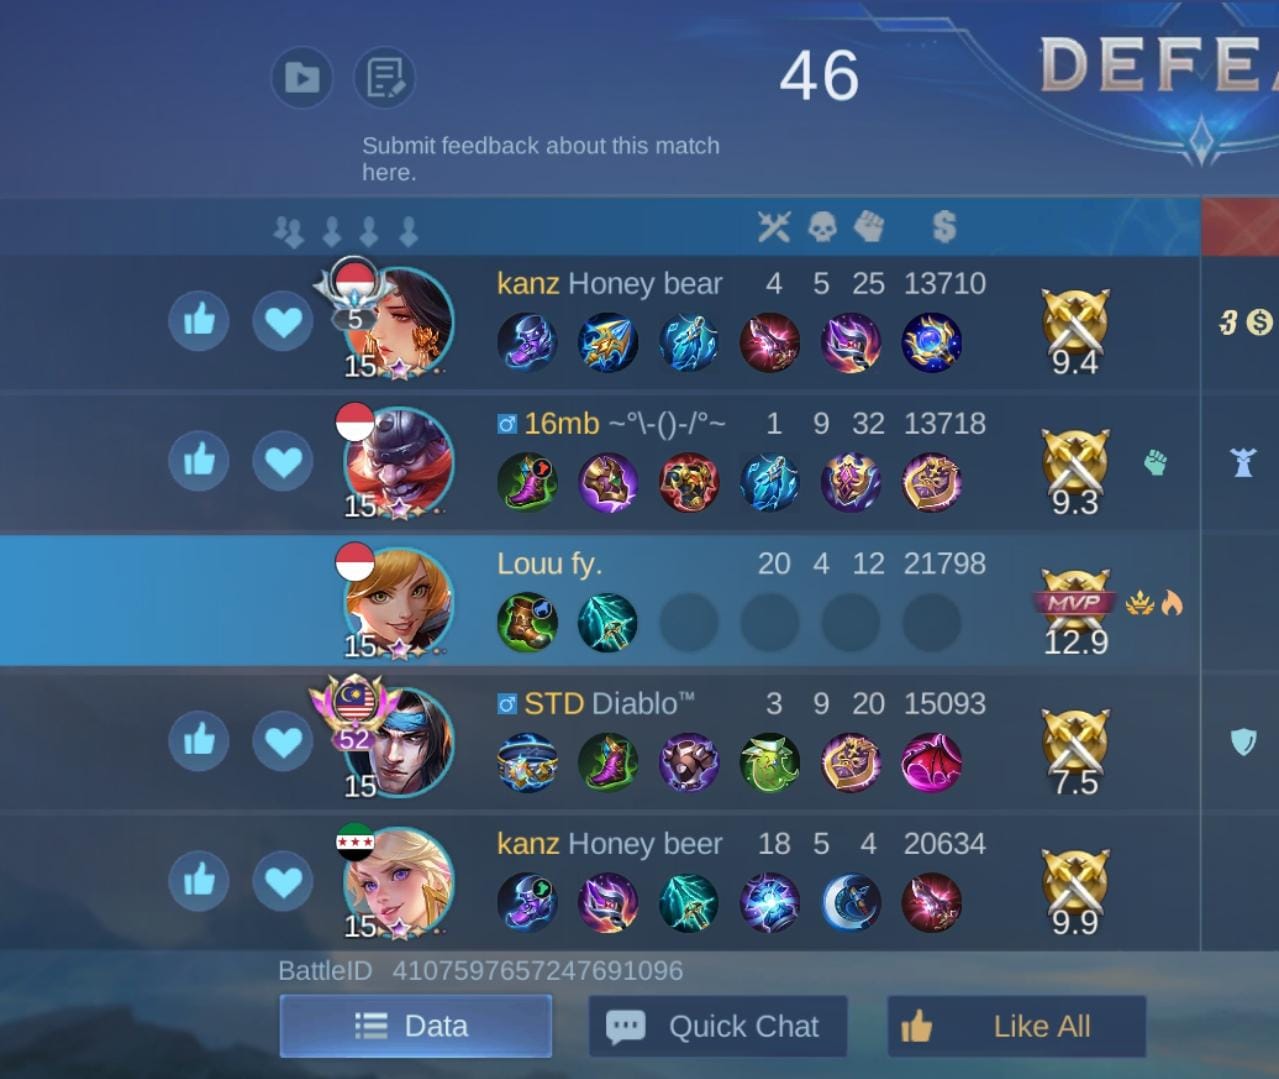 46
DEFEA
Submit feedback about this match
here.
$
kanz Honey bear 4 5 25 13710
5
15
9.4
3 $
♂ 16mb ~°\-()-/°~ 1 9 32 13718
15
9.3
Louu fy. 20 4 12 21798
15
MVP
12.9
♂ STD Diablo™ 3 9 20 15093
52
15
7.5
kanz Honey beer 18 5 4 20634
15
9.9
BattleID 4107597657247691096
Data
Quick Chat
Like All